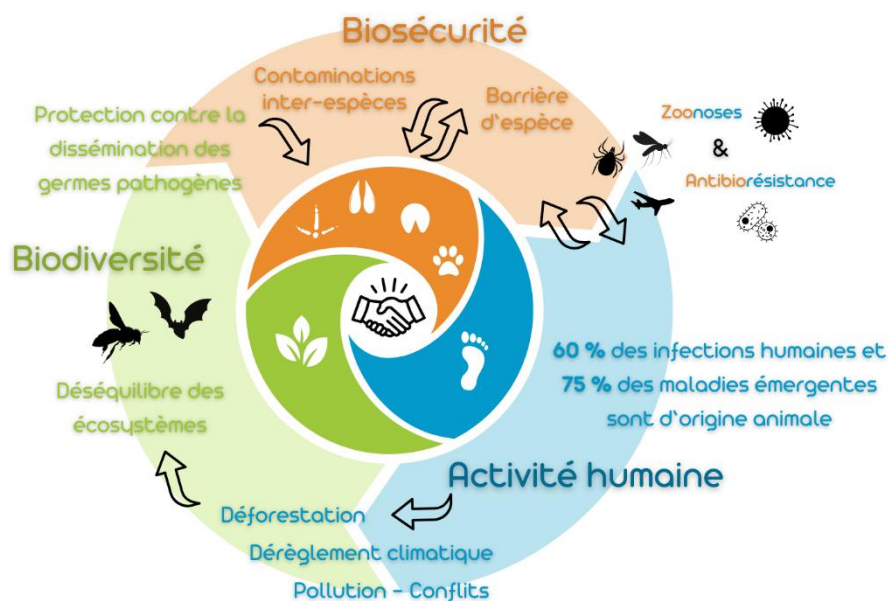 Biosécurité
Contaminations
inter-espèces
Barrière
d'espèce
Protection contre la
dissémination des
germes pathogènes
Zoonoses
&
Antibiorésistance
Biodiversité
Déséquilibre des
écosystèmes
60 % des infections humaines et
75 % des maladies émergentes
sont d'origine animale
Activité humaine
Déforestation
Dérèglement climatique
Pollution - Conflits